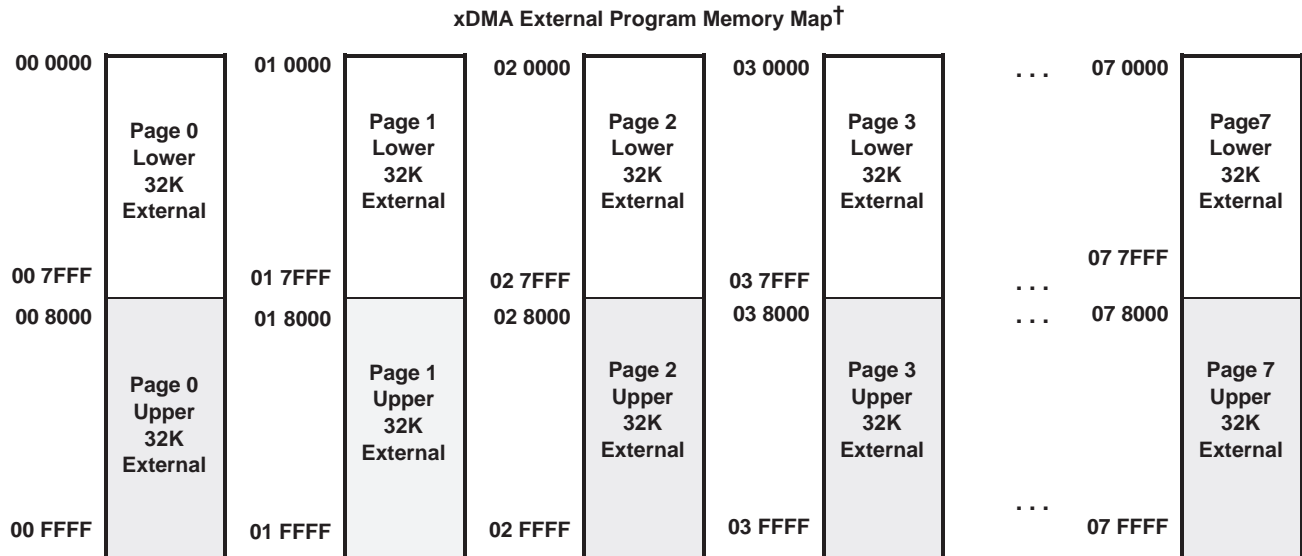 xDMA External Program Memory Map†
00 0000
01 0000
02 0000
03 0000
. . .
07 0000
Page 0
Lower
32K
External
Page 1
Lower
32K
External
Page 2
Lower
32K
External
Page 3
Lower
32K
External
Page7
Lower
32K
External
00 7FFF
01 7FFF
02 7FFF
03 7FFF
. . .
07 7FFF
00 8000
01 8000
02 8000
03 8000
. . .
07 8000
Page 0
Upper
32K
External
Page 1
Upper
32K
External
Page 2
Upper
32K
External
Page 3
Upper
32K
External
Page 7
Upper
32K
External
00 FFFF
01 FFFF
02 FFFF
03 FFFF
. . .
07 FFFF